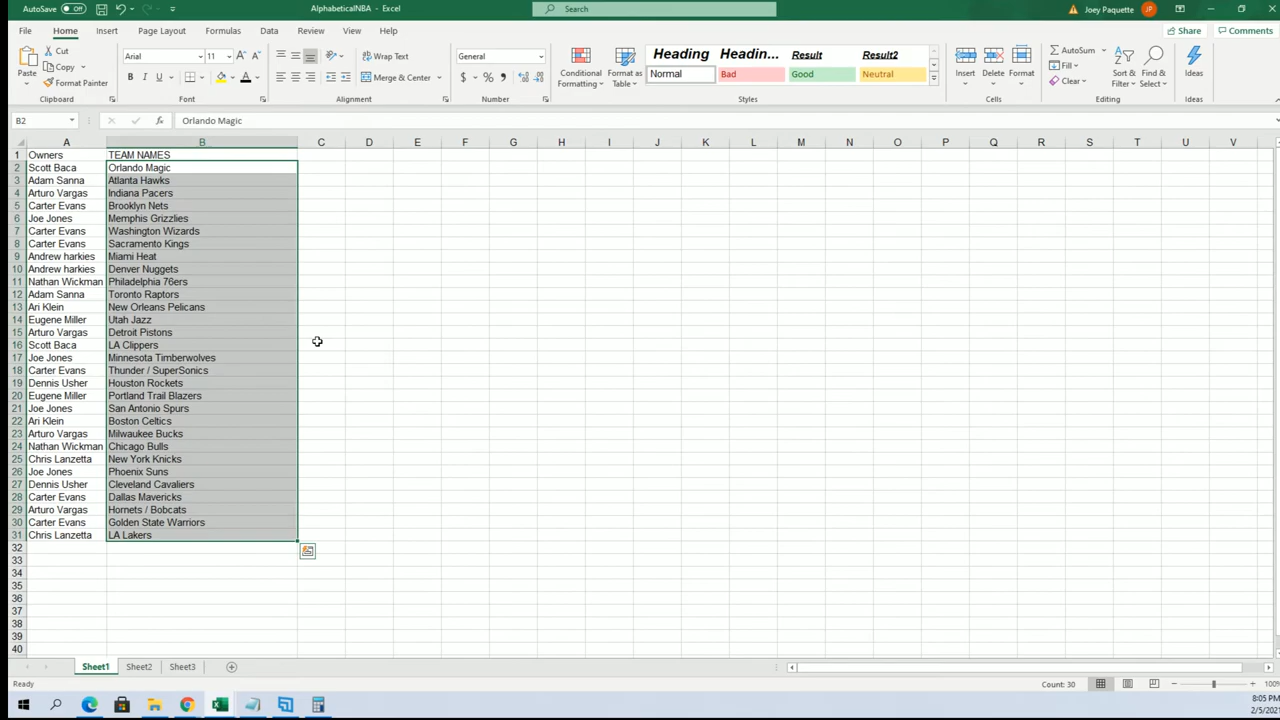 AutoSave Off AlphabeticalNBA - Excel Search Joey Paquette JP
File Home Insert Page Layout Formulas Data Review View Help Share Comments
Paste Cut Copy Format Painter
Clipboard
Arial 11
B I U
Font
Wrap Text
Merge & Center
Alignment
General
$ % 9
Number
Conditional Formatting
Format as Table
Heading Headin... Result Result2
Normal Bad Good Neutral
Styles
Insert Delete Format
Cells
AutoSum
Fill
Clear
Sort & Filter
Find & Select
Editing
Ideas
Ideas
B2 fx Orlando Magic
A B C D E F G H I J K L M N O P Q R S T U V
1 Owners TEAM NAMES
2 Scott Baca Orlando Magic
3 Adam Sanna Atlanta Hawks
4 Arturo Vargas Indiana Pacers
5 Carter Evans Brooklyn Nets
6 Joe Jones Memphis Grizzlies
7 Carter Evans Washington Wizards
8 Carter Evans Sacramento Kings
9 Andrew harkies Miami Heat
10 Andrew harkies Denver Nuggets
11 Nathan Wickman Philadelphia 76ers
12 Adam Sanna Toronto Raptors
13 Ari Klein New Orleans Pelicans
14 Eugene Miller Utah Jazz
15 Arturo Vargas Detroit Pistons
16 Scott Baca LA Clippers
17 Joe Jones Minnesota Timberwolves
18 Carter Evans Thunder / SuperSonics
19 Dennis Usher Houston Rockets
20 Eugene Miller Portland Trail Blazers
21 Joe Jones San Antonio Spurs
22 Ari Klein Boston Celtics
23 Arturo Vargas Milwaukee Bucks
24 Nathan Wickman Chicago Bulls
25 Chris Lanzetta New York Knicks
26 Joe Jones Phoenix Suns
27 Dennis Usher Cleveland Cavaliers
28 Carter Evans Dallas Mavericks
29 Arturo Vargas Hornets / Bobcats
30 Carter Evans Golden State Warriors
31 Chris Lanzetta LA Lakers
32
33
34
35
36
37
38
39
40
Sheet1 Sheet2 Sheet3
Ready Count: 30 100%
8:05 PM